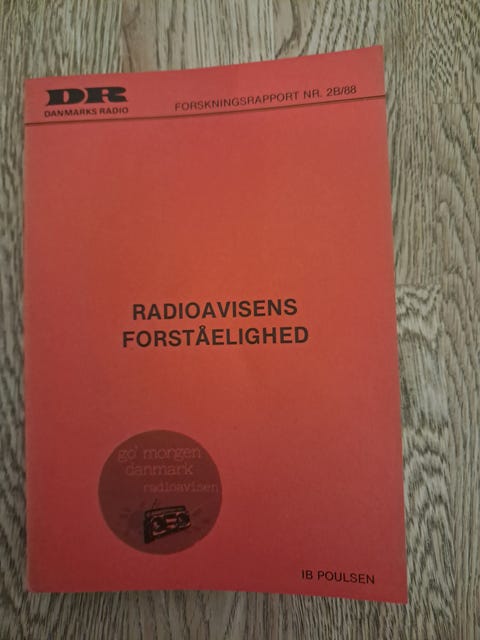 DR
DANMARKS RADIO
FORSKNINGSRAPPORT NR. 2B/88
RADIOAVISENS
FORSTÅELIGHED
go' morgen
danmark
radioavisen
IB POULSEN